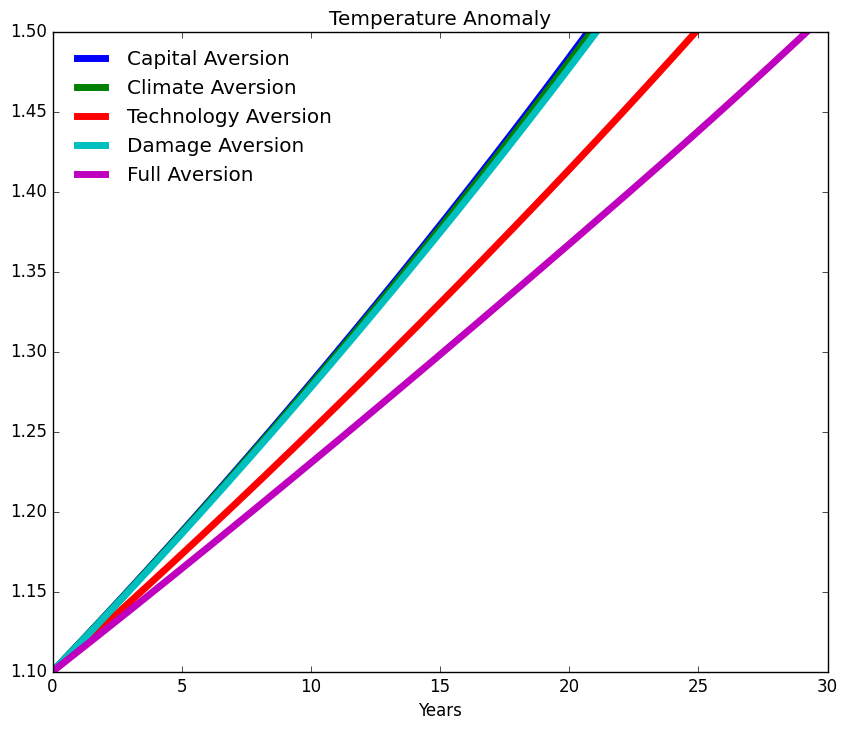 Temperature Anomaly
1.50
1.45
1.40
1.35
1.30
1.25
1.20
1.15
1.10
Capital Aversion
Climate Aversion
Technology Aversion
Damage Aversion
Full Aversion
0 5 10 15 20 25 30
Years